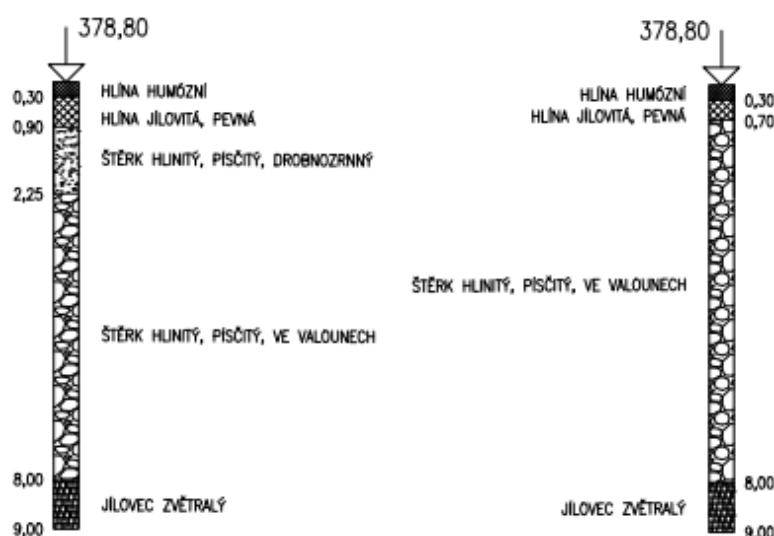 378,80
0,30
HLÍNA HUMÓZNÍ
0,90
HLÍNA JÍLOVITÁ, PEVNÁ
ŠTĚRK HLINITÝ, PÍSČITÝ, DROBNOZRNNÝ
2,25
ŠTĚRK HLINITÝ, PÍSČITÝ, VE VALOUNECH
8,00
JÍLOVEC ZVĚTRALÝ
9,00
378,80
HLÍNA HUMÓZNÍ
0,30
HLÍNA JÍLOVITÁ, PEVNÁ
0,70
ŠTĚRK HLINITÝ, PÍSČITÝ, VE VALOUNECH
8,00
JÍLOVEC ZVĚTRALÝ
9,00